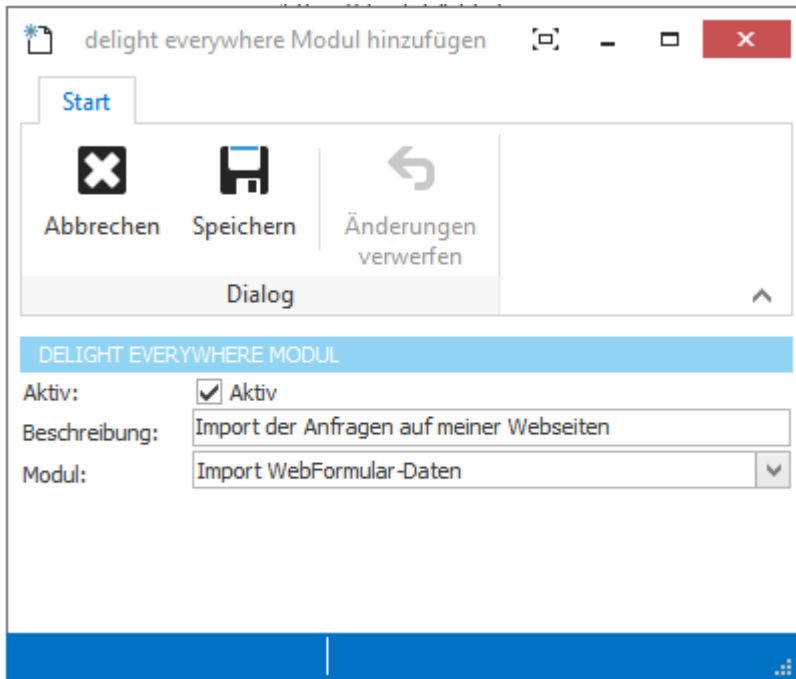 delight everywhere Modul hinzufügen
Start
Abbrechen
Speichern
Änderungen
verwerfen
Dialog
DELIGHT EVERYWHERE MODUL
Aktiv:
Aktiv
Beschreibung:
Import der Anfragen auf meiner Webseiten
Modul:
Import WebFormular-Daten